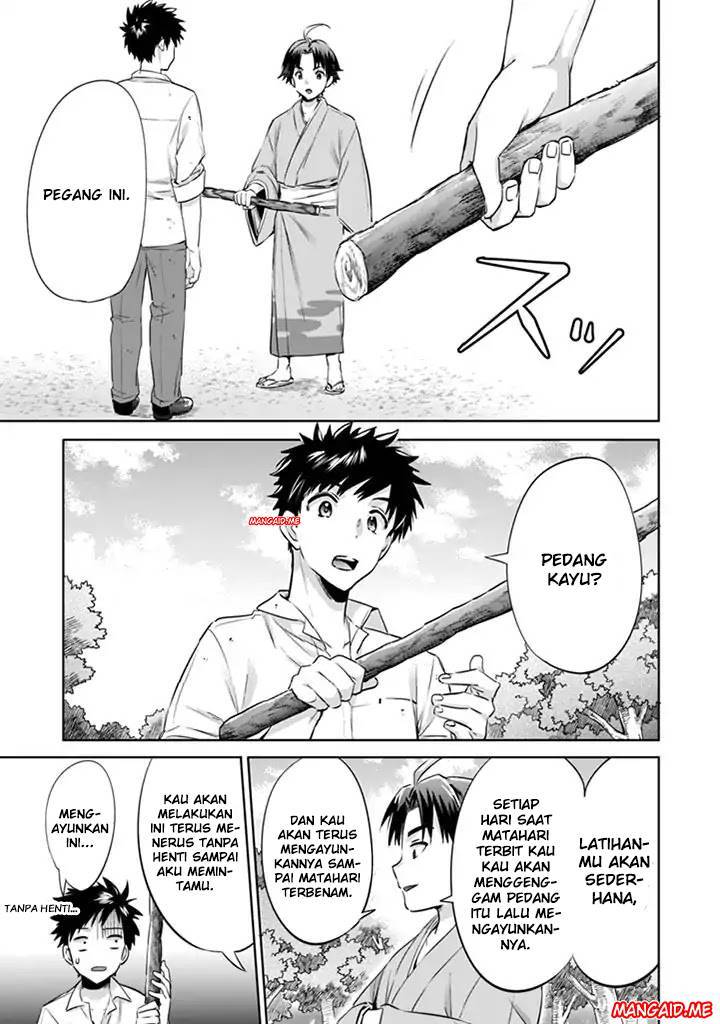 PEGANG INI.
スッ
MANGAID.ME
PEDANG
KAYU?
LATIHAN-
MU AKAN
SEDER-
HANA,
SETIAP
HARI SAAT
MATAHARI
TERBIT KAU
KAU AKAN
MENGGENG-
GAM PEDANG
ITU LALU ME-
NGAYUNKAN-
NYA.
DAN KAU
AKAN TERUS
MENGAYUN-
KANNYA SAM-
PAI MATAHARI
TERBENAM.
KAU AKAN
MELAKUKAN
INI TERUS ME-
NERUS TANPA
HENTI SAMPAI
AKU MEMIN-
TAMU.
MENG-
AYUNKAN
INI...
TANPA HENTI...
MANGAID.ME